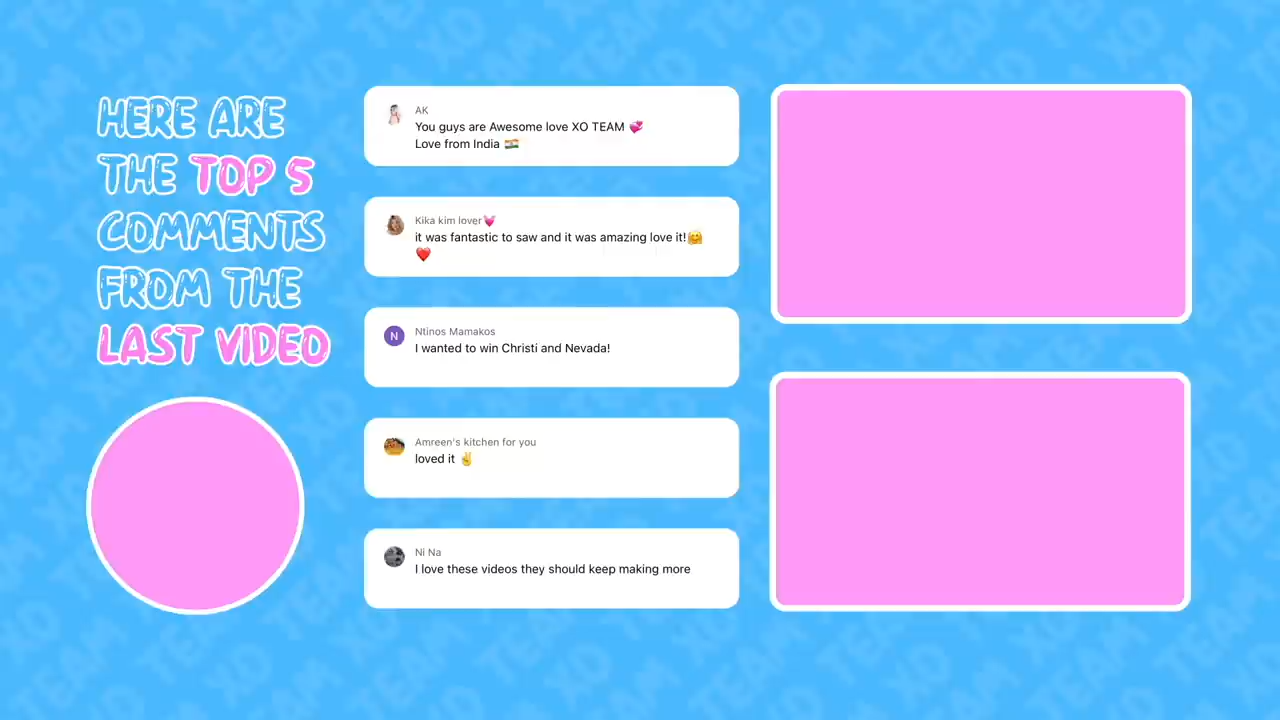 HERE ARE
THE TOP 5
COMMENTS
FROM THE
LAST VIDEO
AK
You guys are Awesome love XO TEAM 💞
Love from India 🇮🇳
Kika kim lover💓
it was fantastic to saw and it was amazing love it!🤗
❤️
N
Ntinos Mamakos
I wanted to win Christi and Nevada!
Amreen's kitchen for you
loved it ✌️
Ni Na
I love these videos they should keep making more
XO TEAM